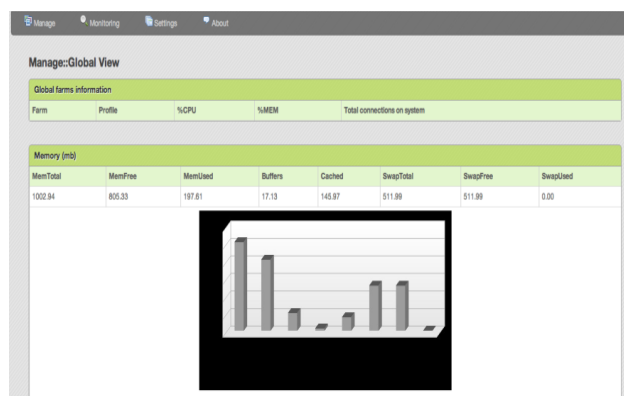 Manage Monitoring Settings About
Manage::Global View
Global farms information
Farm Profile %CPU %MEM Total connections on system
Memory (mb)
MemTotal MemFree MemUsed Buffers Cached SwapTotal SwapFree SwapUsed
1002.94 805.33 197.61 17.13 145.97 511.99 511.99 0.00